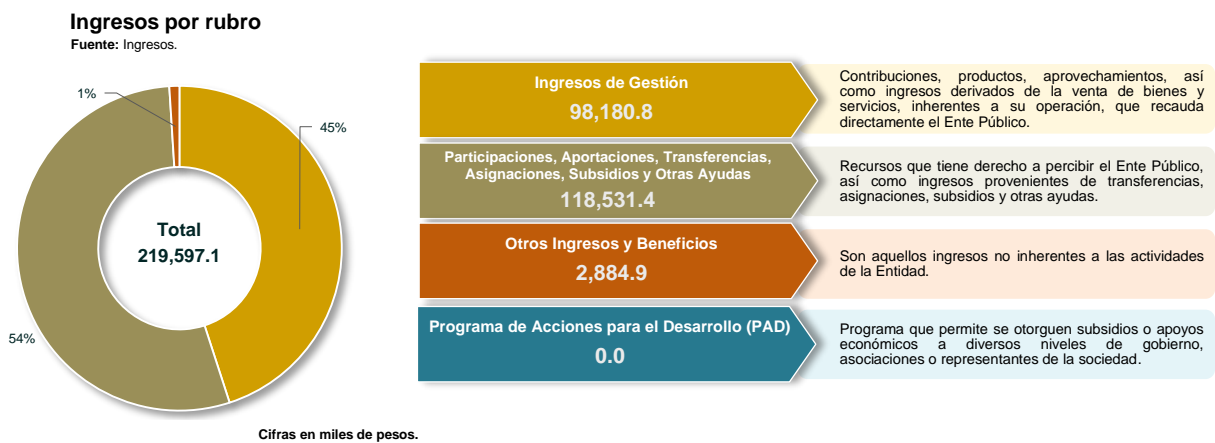 Ingresos por rubro
Fuente: Ingresos.
1%
45%
54%
Total
219,597.1
Ingresos de Gestión
98,180.8
Contribuciones, productos, aprovechamientos, así
como ingresos derivados de la venta de bienes y
servicios, inherentes a su operación, que recauda
directamente el Ente Público.
Participaciones, Aportaciones, Transferencias,
Asignaciones, Subsidios y Otras Ayudas
118,531.4
Recursos que tiene derecho a percibir el Ente Público,
así como ingresos provenientes de transferencias,
asignaciones, subsidios y otras ayudas.
Otros Ingresos y Beneficios
2,884.9
Son aquellos ingresos no inherentes a las actividades
de la Entidad.
Programa de Acciones para el Desarrollo (PAD)
0.0
Programa que permite se otorguen subsidios o apoyos
económicos a diversos niveles de gobierno,
asociaciones o representantes de la sociedad.
Cifras en miles de pesos.